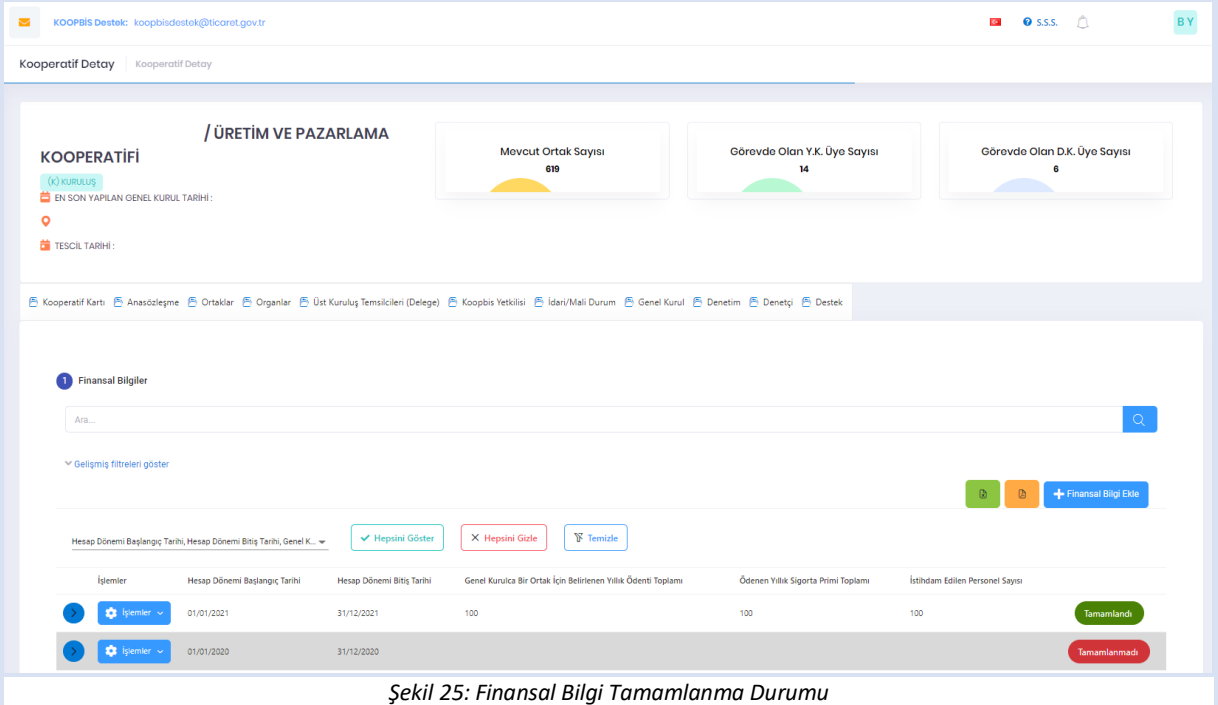 KOOPBİS Destek: koopbisdestek@ticaret.gov.tr
S.S.S.
B Y
Kooperatif Detay Kooperatif Detay
/ ÜRETİM VE PAZARLAMA
KOOPERATİFİ
(K) KURULUŞ
EN SON YAPILAN GENEL KURUL TARİHİ :
TESCİL TARİHİ :
Mevcut Ortak Sayısı
619
Görevde Olan Y.K. Üye Sayısı
14
Görevde Olan D.K. Üye Sayısı
6
Kooperatif Kartı Anasözleşme Ortaklar Organlar Üst Kuruluş Temsilcileri (Delege) Koopbis Yetkilisi İdari/Mali Durum Genel Kurul Denetim Denetçi Destek
1 Finansal Bilgiler
Ara...
Gelişmiş filtreleri göster
Finansal Bilgi Ekle
Hesap Dönemi Başlangıç Tarihi, Hesap Dönemi Bitiş Tarihi, Genel K... Hepsini Göster Hepsini Gizle Temizle
İşlemler Hesap Dönemi Başlangıç Tarihi Hesap Dönemi Bitiş Tarihi Genel Kurulca Bir Ortak İçin Belirlenen Yıllık Ödenti Toplamı Ödenen Yıllık Sigorta Primi Toplamı İstihdam Edilen Personel Sayısı
İşlemler 01/01/2021 31/12/2021 100 100 100 Tamamlandı
İşlemler 01/01/2020 31/12/2020 Tamamlanmadı
Şekil 25: Finansal Bilgi Tamamlanma Durumu